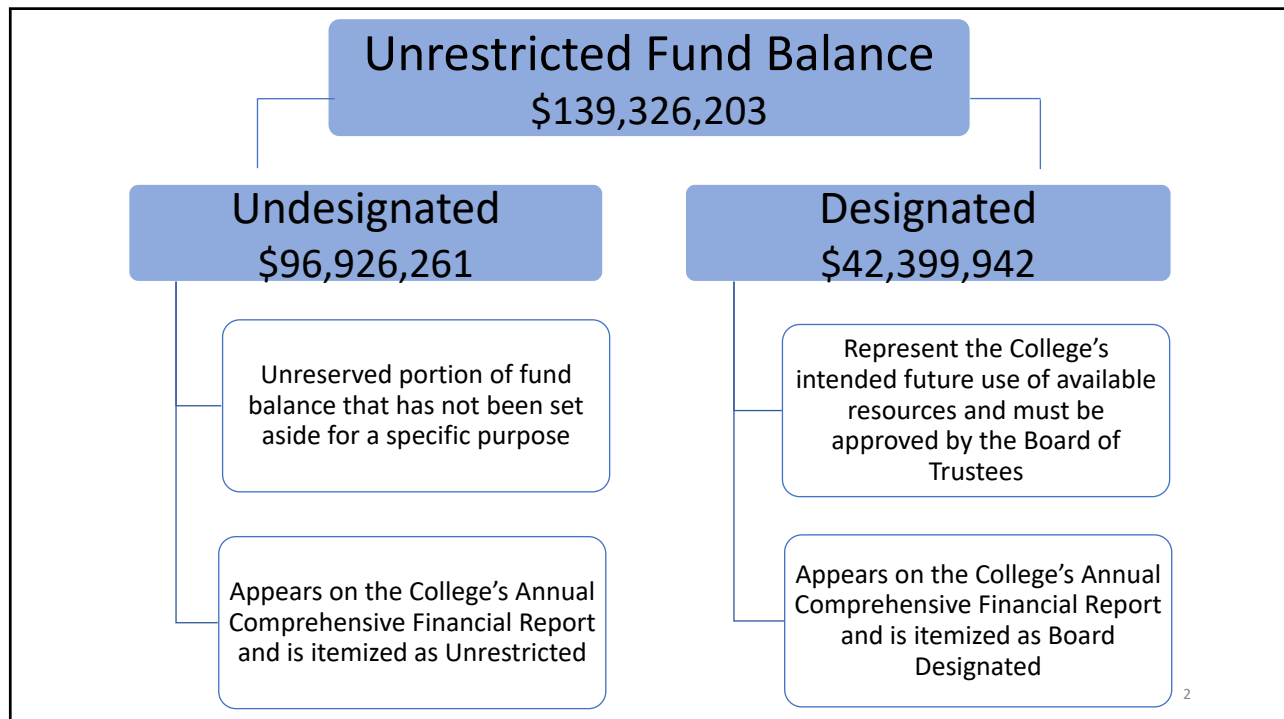 Unrestricted Fund Balance
$139,326,203
Undesignated
$96,926,261
Unreserved portion of fund
balance that has not been set
aside for a specific purpose
Appears on the College’s Annual
Comprehensive Financial Report
and is itemized as Unrestricted
Designated
$42,399,942
Represent the College’s
intended future use of available
resources and must be
approved by the Board of
Trustees
Appears on the College’s Annual
Comprehensive Financial Report
and is itemized as Board
Designated
2